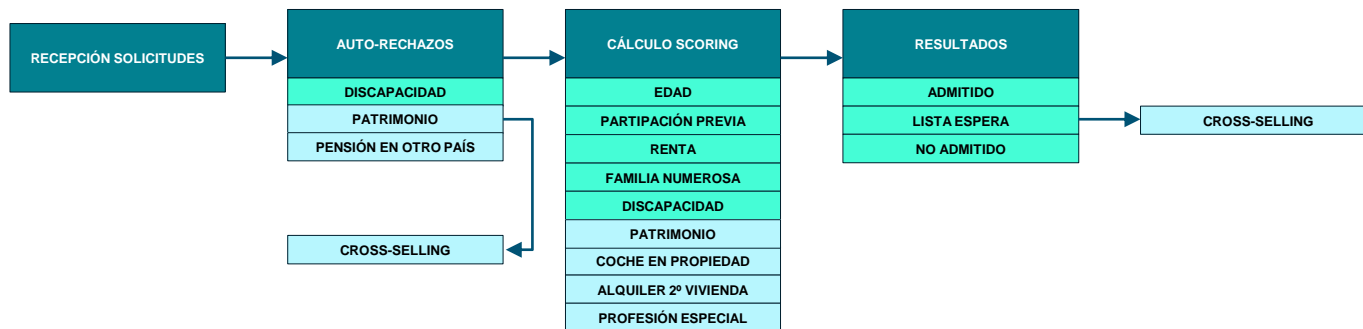 RECEPCIÓN SOLICITUDES
AUTO-RECHAZOS
DISCAPACIDAD
PATRIMONIO
PENSIÓN EN OTRO PAÍS
CROSS-SELLING
CÁLCULO SCORING
EDAD
PARTIPACIÓN PREVIA
RENTA
FAMILIA NUMEROSA
DISCAPACIDAD
PATRIMONIO
COCHE EN PROPIEDAD
ALQUILER 2º VIVIENDA
PROFESIÓN ESPECIAL
RESULTADOS
ADMITIDO
LISTA ESPERA
NO ADMITIDO
CROSS-SELLING